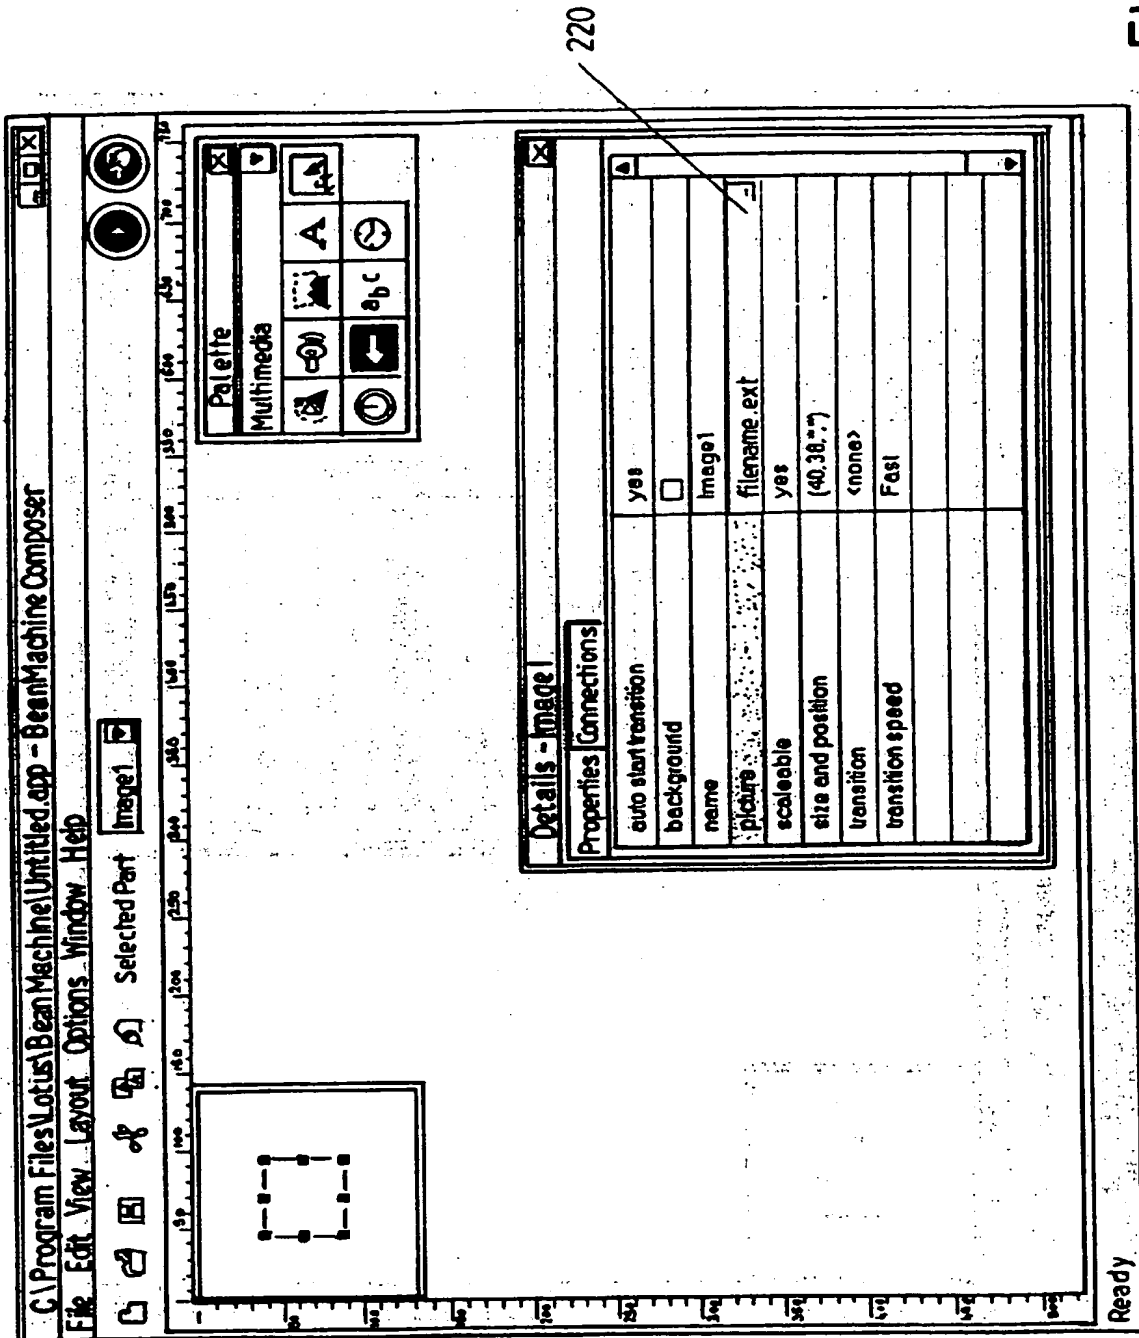 C\Program Files\Lotus\BeanMachine\Untitled.app - BeanMachine Composer
File Edit View Layout Options Window Help
Selected Part Image1
Palette
Multimedia
A
abc
Details - Image1
Properties Connections
auto start transition yes
background
name Image1
picture filename.ext
scaleable yes
size and position (40,38,*,*)
transition <none>
transition speed Fast
220
Ready